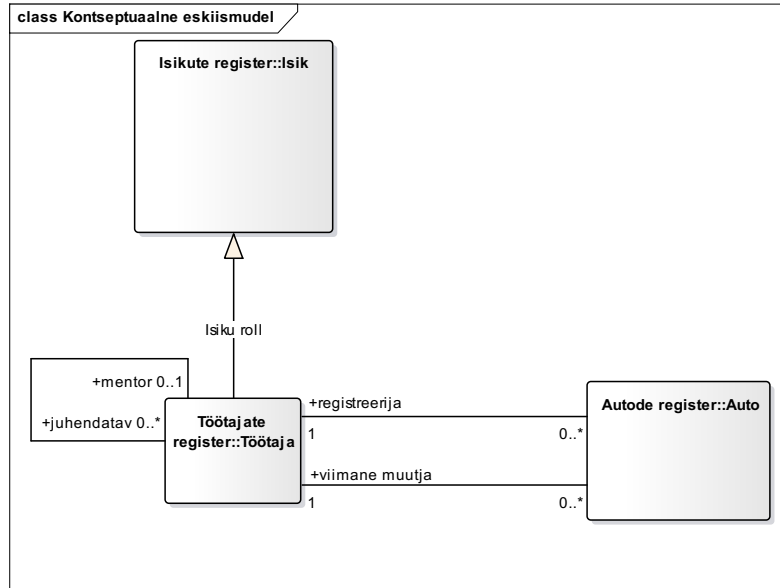 class Kontseptuaalne eskiismudel
Isikute register::Isik
Isiku roll
+mentor 0..1
+juhendatav 0..*
Töötajate
register::Töötaja
+registreerija
1
0..*
+viimane muutja
1
0..*
Autode register::Auto